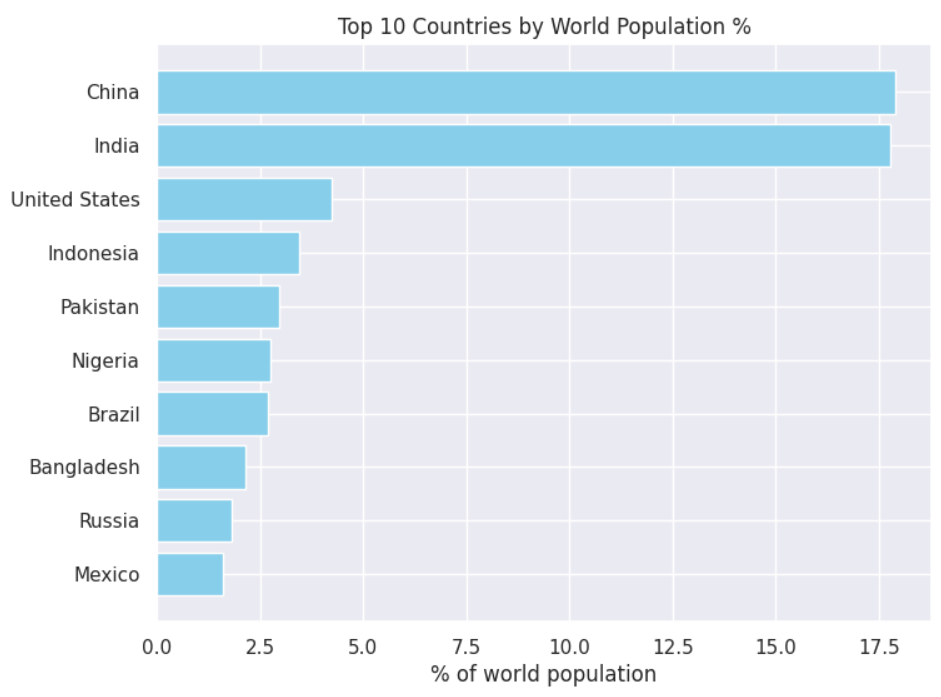 Top 10 Countries by World Population %
China
India
United States
Indonesia
Pakistan
Nigeria
Brazil
Bangladesh
Russia
Mexico
0.0 2.5 5.0 7.5 10.0 12.5 15.0 17.5
% of world population